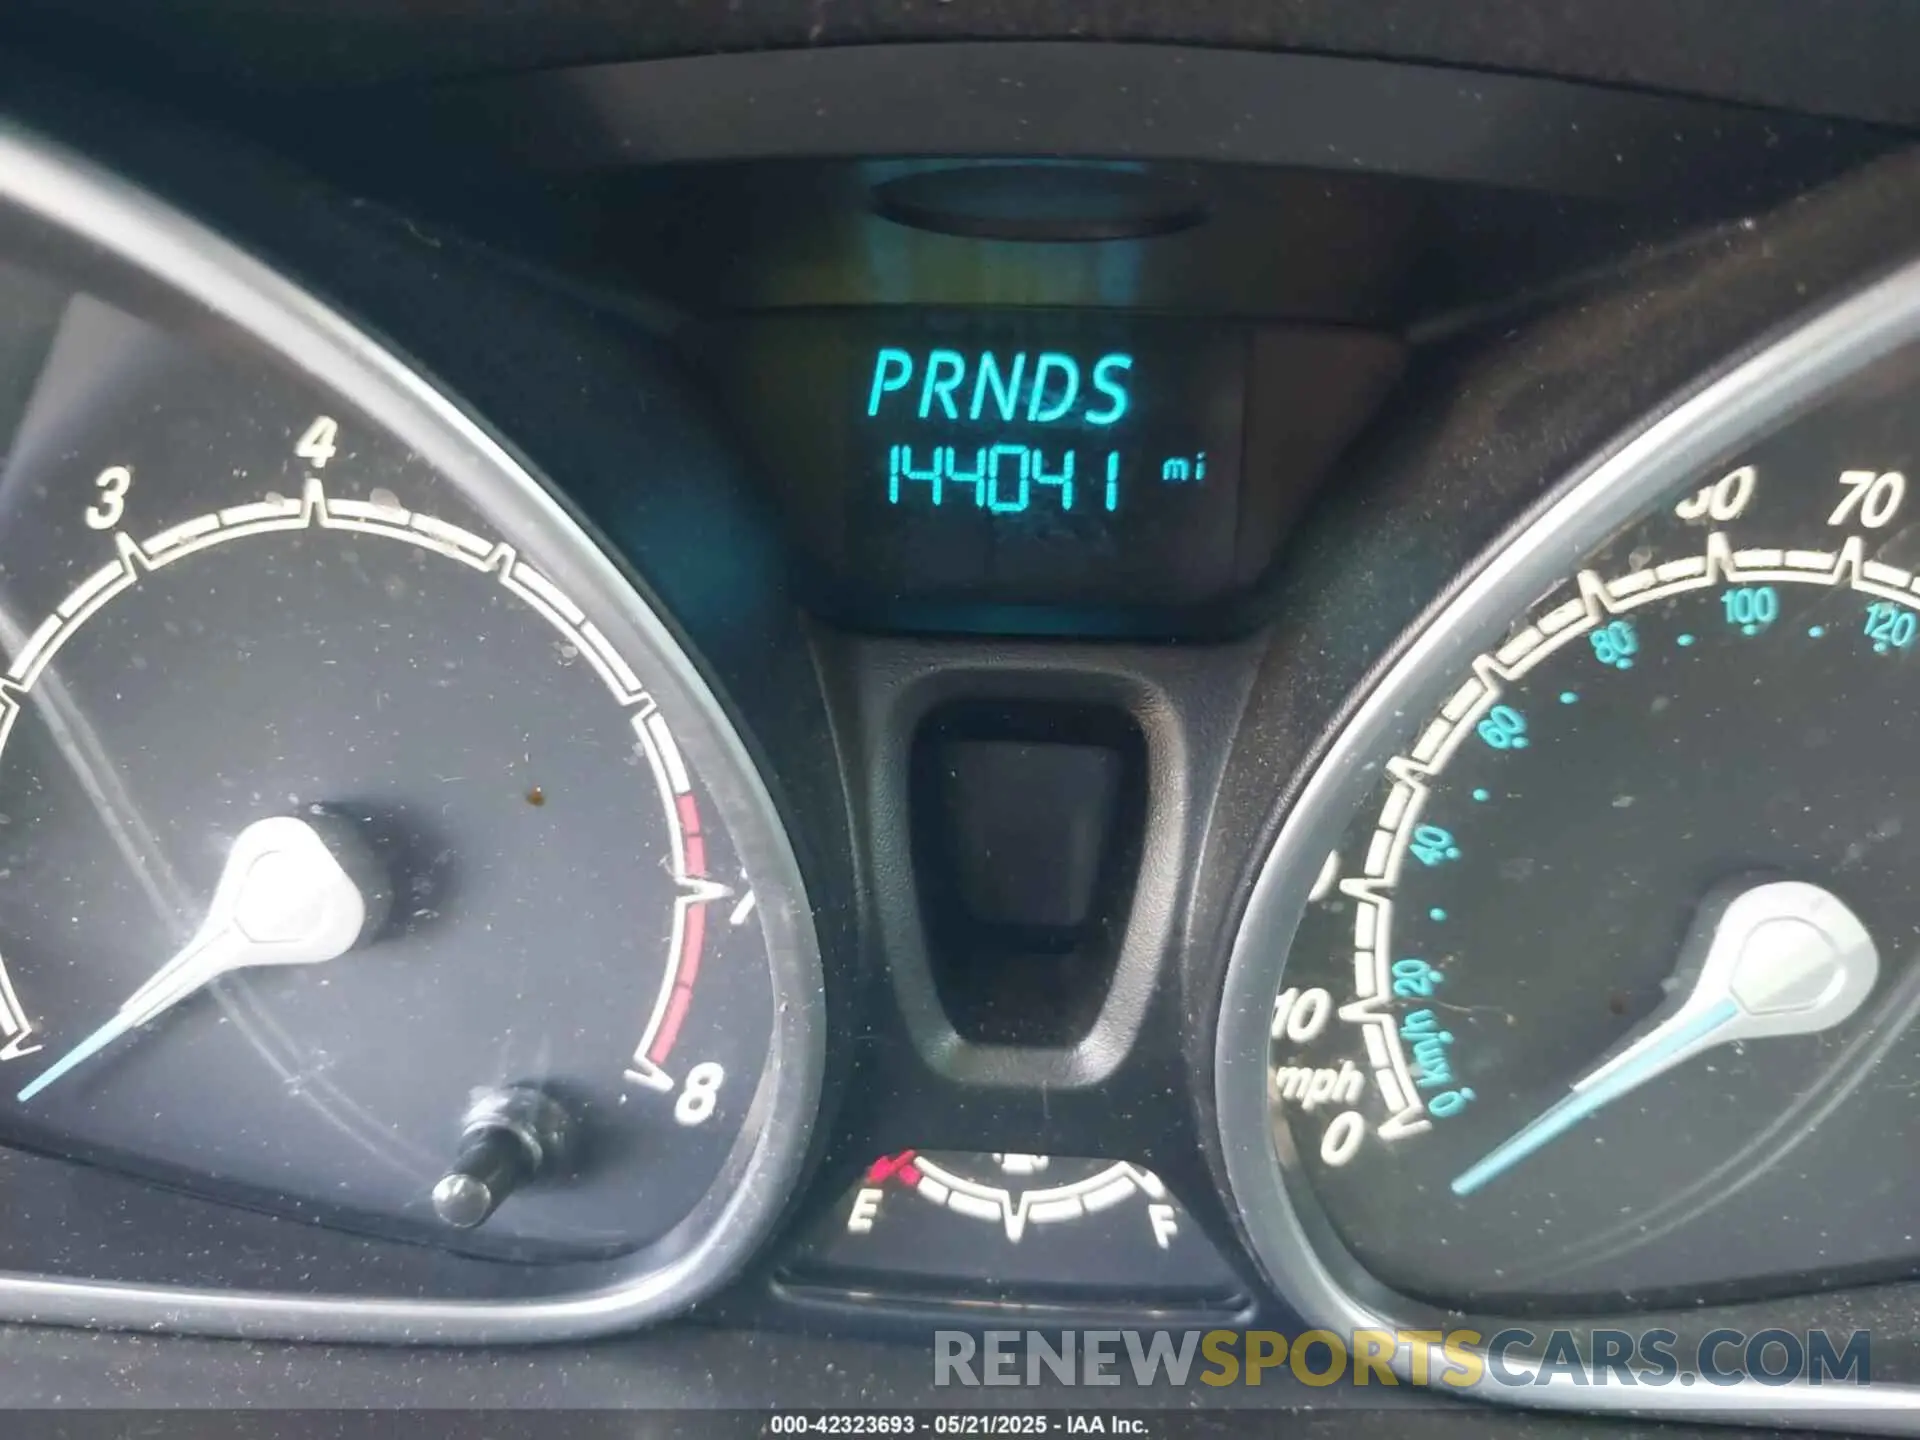 PRNDS
144041 mi
3 4 8
70
80 100 120
60
40
20
10
km/h
mph
0 0
E F
RENEWSPORTSCARS.COM
000-42323693 - 05/21/2025 - IAA Inc.